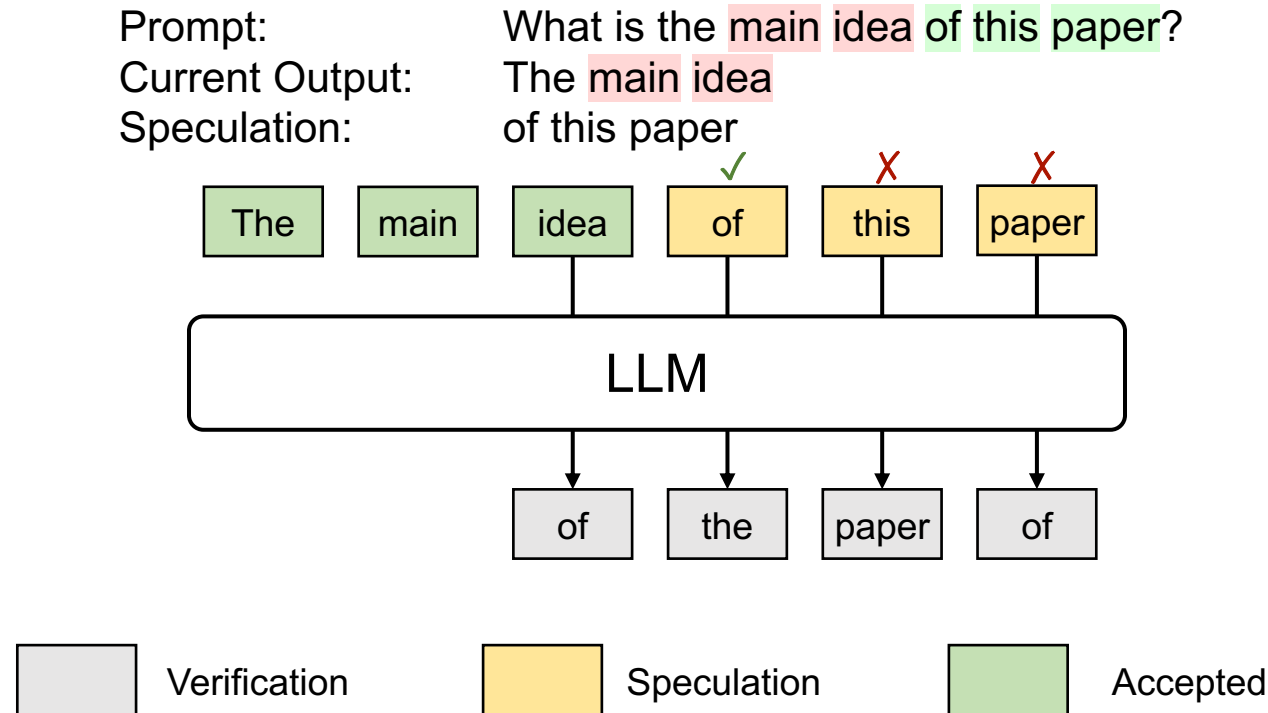 Prompt: What is the main idea of this paper?
Current Output: The main idea
Speculation: of this paper
✓ ✗ ✗
The main idea of this paper
LLM
of the paper of
Verification Speculation Accepted